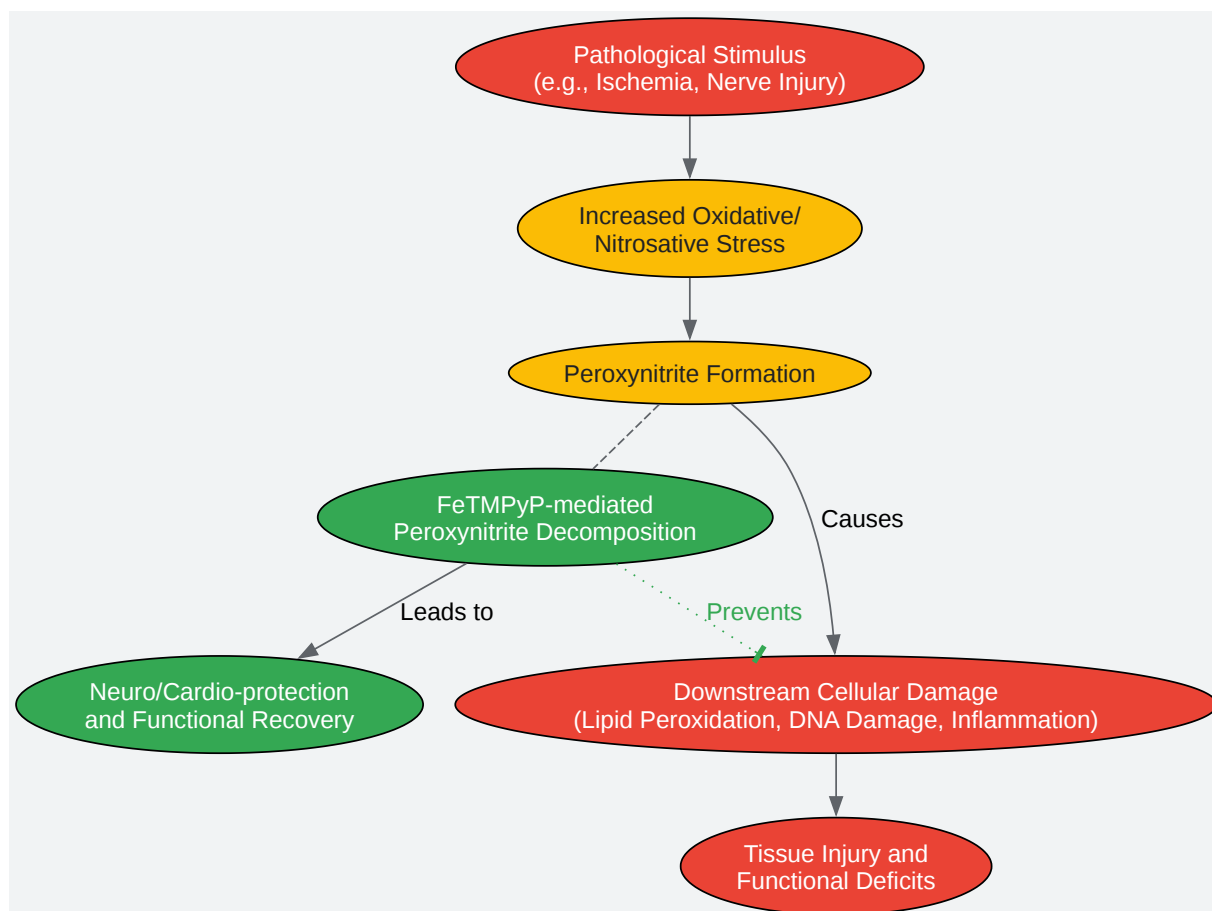 Pathological Stimulus
(e.g., Ischemia, Nerve Injury)
Increased Oxidative/
Nitrosative Stress
Peroxynitrite Formation
FeTMPyP-mediated
Peroxynitrite Decomposition
Causes
Leads to
Prevents
Neuro/Cardio-protection
and Functional Recovery
Downstream Cellular Damage
(Lipid Peroxidation, DNA Damage, Inflammation)
Tissue Injury and
Functional Deficits